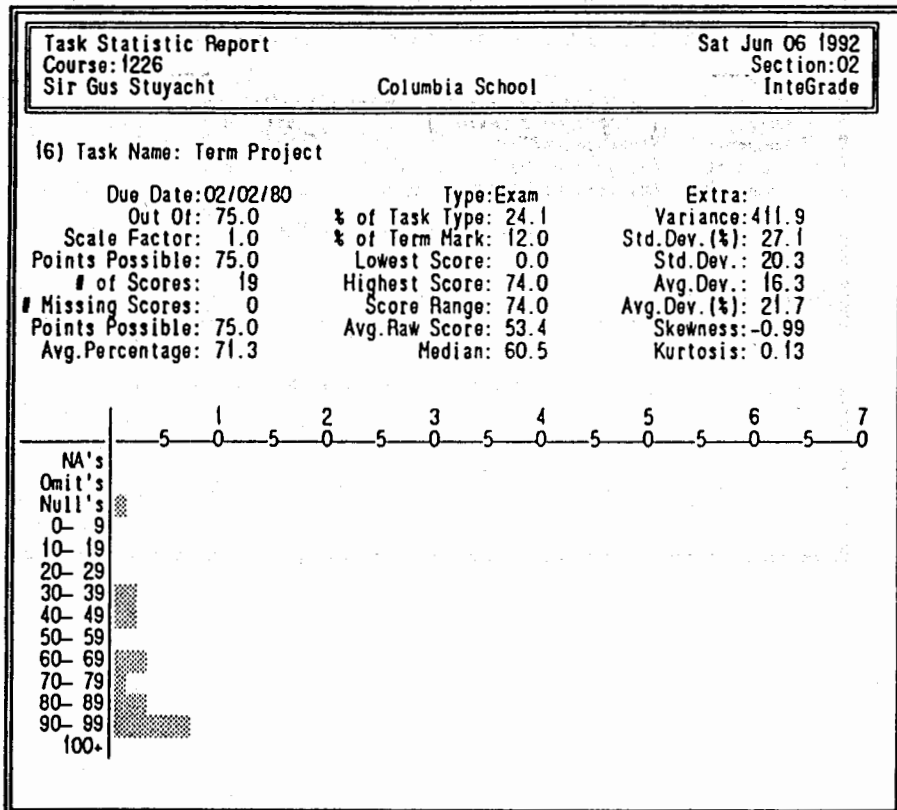 Task Statistic Report Sat Jun 06 1992
Course:1226 Section:02
Sir Gus Stuyacht Columbia School InteGrade
16) Task Name: Term Project
Due Date:02/02/80 Type:Exam Extra:
Out Of: 75.0 % of Task Type: 24.1 Variance:411.9
Scale Factor: 1.0 % of Term Mark: 12.0 Std.Dev.(%): 27.1
Points Possible: 75.0 Lowest Score: 0.0 Std.Dev.: 20.3
# of Scores: 19 Highest Score: 74.0 Avg.Dev.: 16.3
# Missing Scores: 0 Score Range: 74.0 Avg.Dev.(%): 21.7
Points Possible: 75.0 Avg.Raw Score: 53.4 Skewness:-0.99
Avg.Percentage: 71.3 Median: 60.5 Kurtosis: 0.13
1 2 3 4 5 6 7
5 0 5 0 5 0 5 0 5 0 5 0 5 0
NA's
Omit's
Null's
0– 9
10– 19
20– 29
30– 39
40– 49
50– 59
60– 69
70– 79
80– 89
90– 99
100+